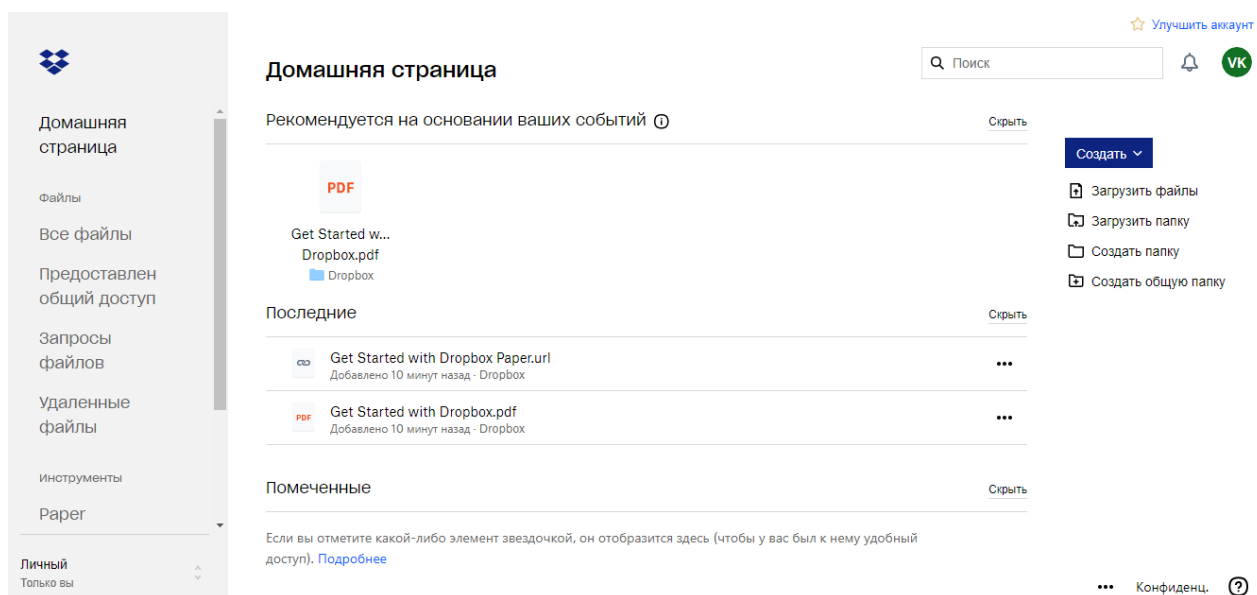 Улучшить аккаунт
Домашняя страница
Поиск
VK
Домашняя
страница
Файлы
Все файлы
Предоставлен
общий доступ
Запросы
файлов
Удаленные
файлы
Инструменты
Paper
Личный
Только вы
Рекомендуется на основании ваших событий
Скрыть
PDF
Get Started w...
Dropbox.pdf
Dropbox
Последние
Скрыть
Get Started with Dropbox Paper.url
Добавлено 10 минут назад · Dropbox
PDF
Get Started with Dropbox.pdf
Добавлено 10 минут назад · Dropbox
Помеченные
Скрыть
Если вы отметите какой-либо элемент звездочкой, он отобразится здесь (чтобы у вас был к нему удобный
доступ). Подробнее
Создать
Загрузить файлы
Загрузить папку
Создать папку
Создать общую папку
Конфиденц.